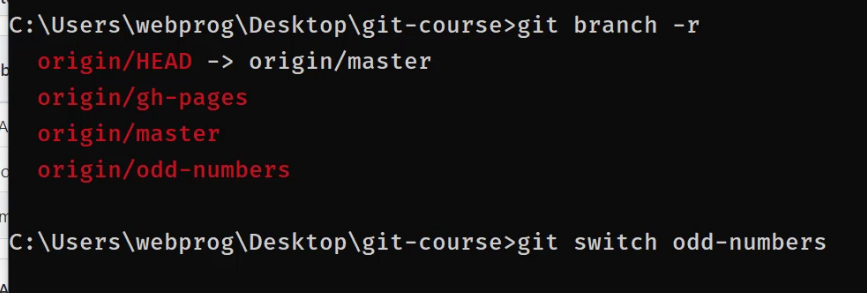 C:\Users\webprog\Desktop\git-course>git branch -r
origin/HEAD -> origin/master
origin/gh-pages
origin/master
origin/odd-numbers
C:\Users\webprog\Desktop\git-course>git switch odd-numbers